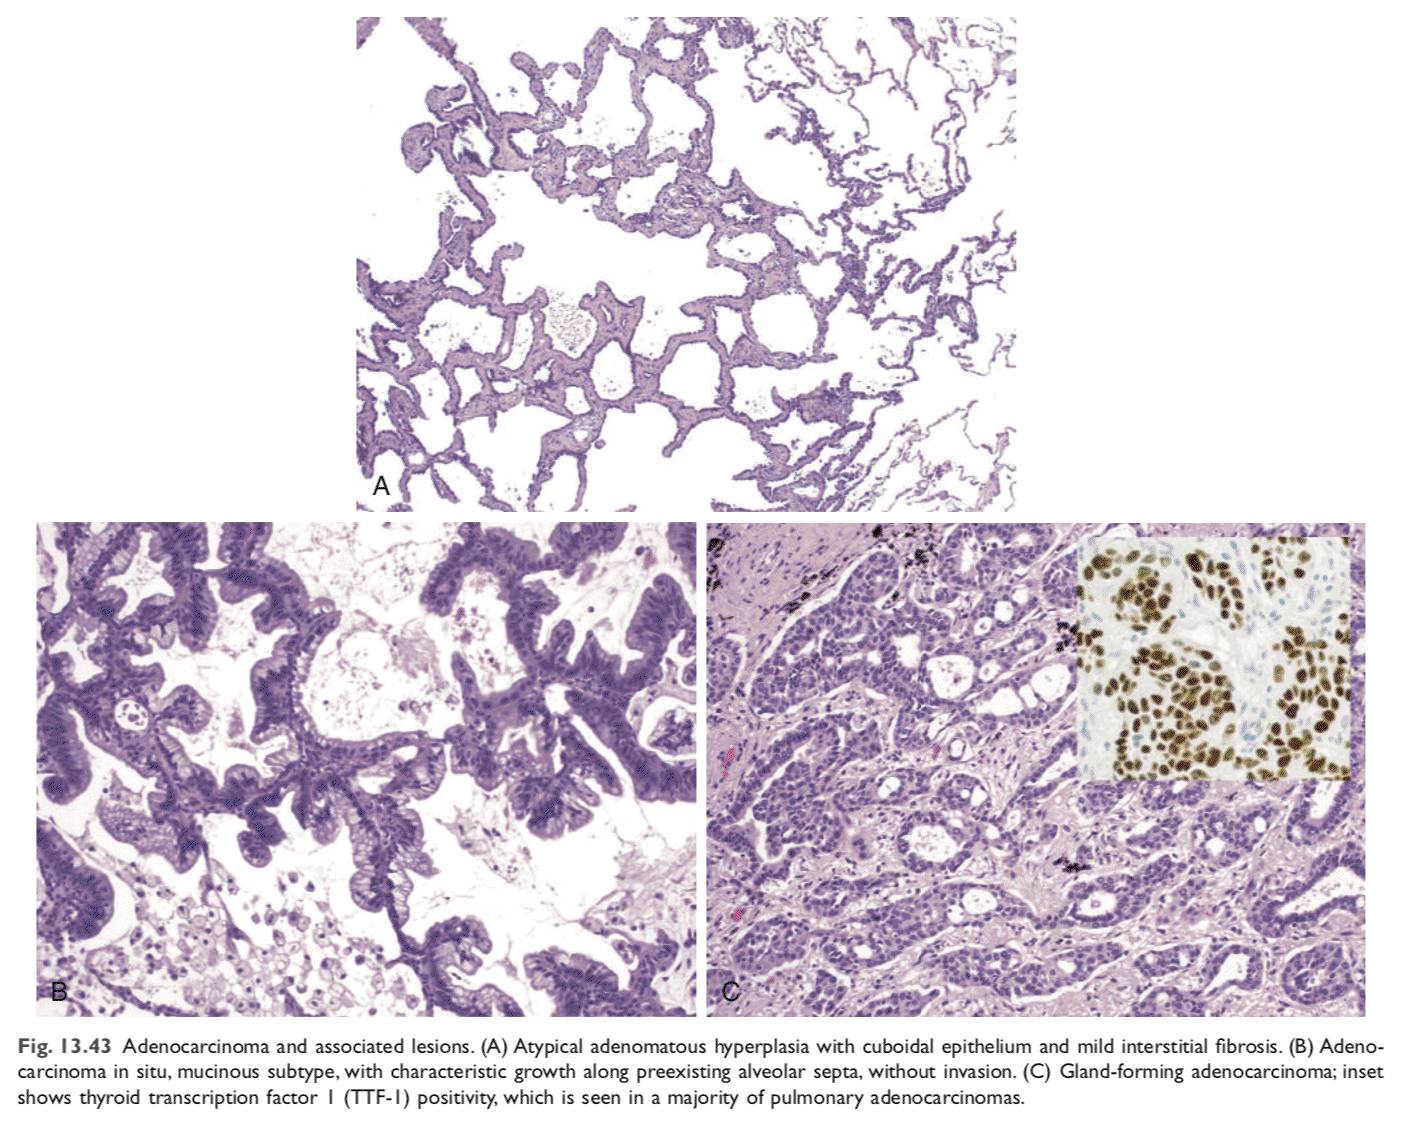 A
B
C
Fig. 13.43 Adenocarcinoma and associated lesions. (A) Atypical adenomatous hyperplasia with cuboidal epithelium and mild interstitial fibrosis. (B) Adeno-
carcinoma in situ, mucinous subtype, with characteristic growth along preexisting alveolar septa, without invasion. (C) Gland-forming adenocarcinoma; inset
shows thyroid transcription factor 1 (TTF-1) positivity, which is seen in a majority of pulmonary adenocarcinomas.